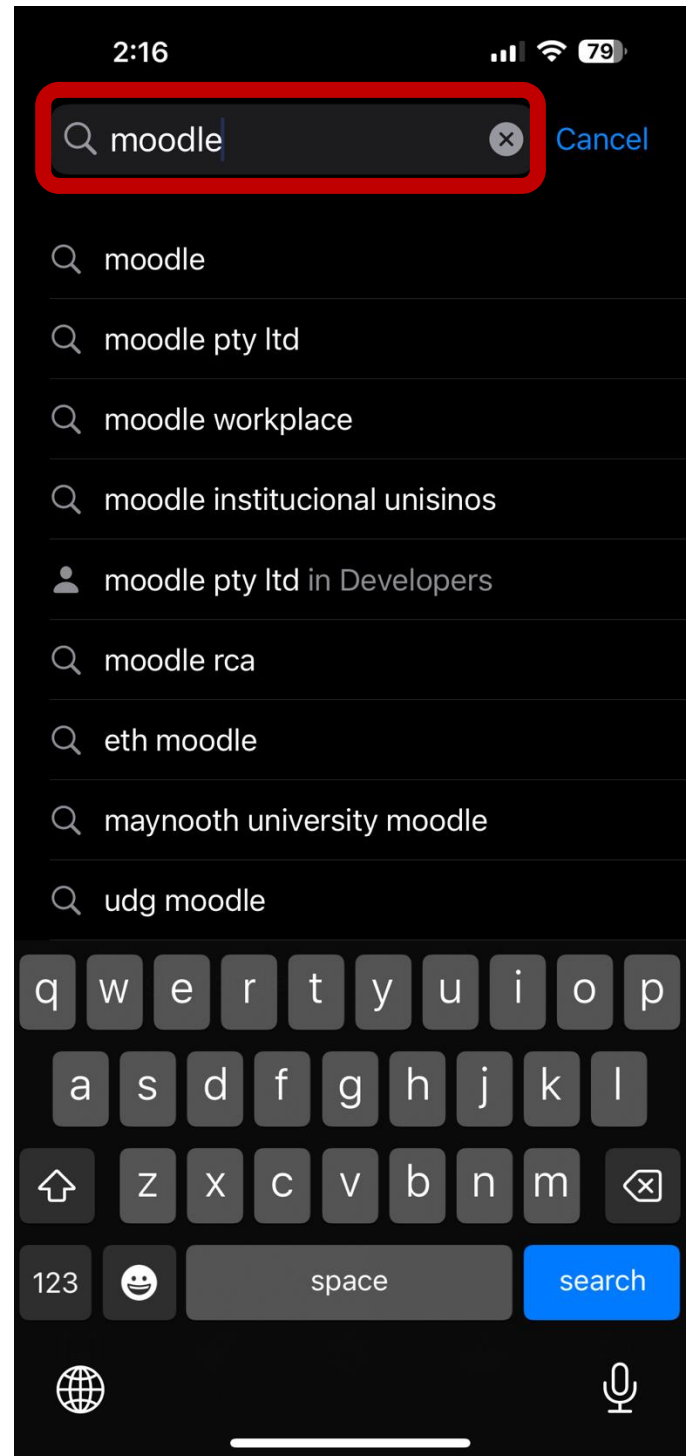 2:16 79
moodle Cancel
moodle
moodle pty ltd
moodle workplace
moodle institucional unisinos
moodle pty ltd in Developers
moodle rca
eth moodle
maynooth university moodle
udg moodle
q w e r t y u i o p
a s d f g h j k l
z x c v b n m
123 space search